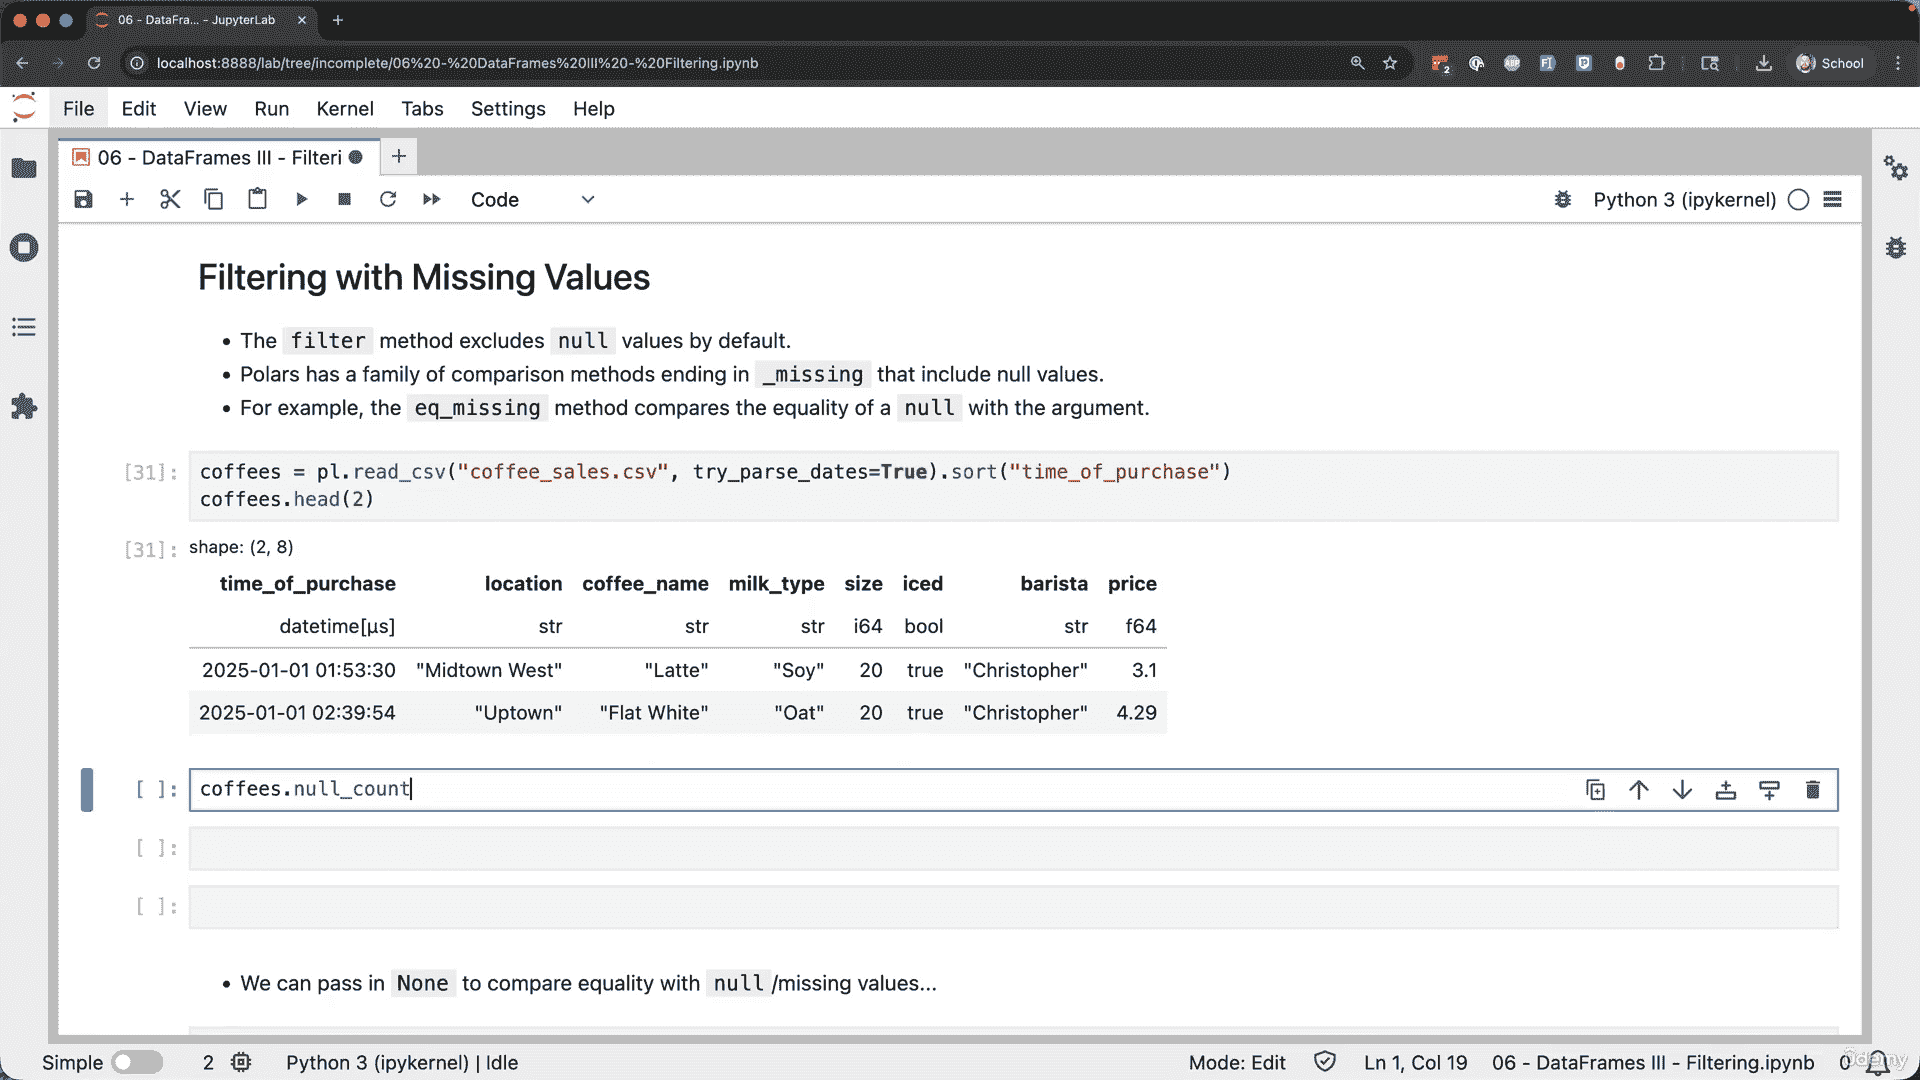 06 - DataFra... - JupyterLab
localhost:8888/lab/tree/incomplete/06%20-%20DataFrames%20III%20-%20Filtering.ipynb
2
ABP
School
File Edit View Run Kernel Tabs Settings Help
06 - DataFrames III - Filteri
Code
Python 3 (ipykernel)
Filtering with Missing Values
• The filter method excludes null values by default.
• Polars has a family of comparison methods ending in _missing that include null values.
• For example, the eq_missing method compares the equality of a null with the argument.
[31]: coffees = pl.read_csv("coffee_sales.csv", try_parse_dates=True).sort("time_of_purchase")
coffees.head(2)
[31]: shape: (2, 8)
time_of_purchase location coffee_name milk_type size iced barista price
datetime[μs] str str str i64 bool str f64
2025-01-01 01:53:30 "Midtown West" "Latte" "Soy" 20 true "Christopher" 3.1
2025-01-01 02:39:54 "Uptown" "Flat White" "Oat" 20 true "Christopher" 4.29
[ ]: coffees.null_count
[ ]:
[ ]:
• We can pass in None to compare equality with null/missing values...
Simple 2 Python 3 (ipykernel) | Idle Mode: Edit Ln 1, Col 19 06 - DataFrames III - Filtering.ipynb 0
Udemy